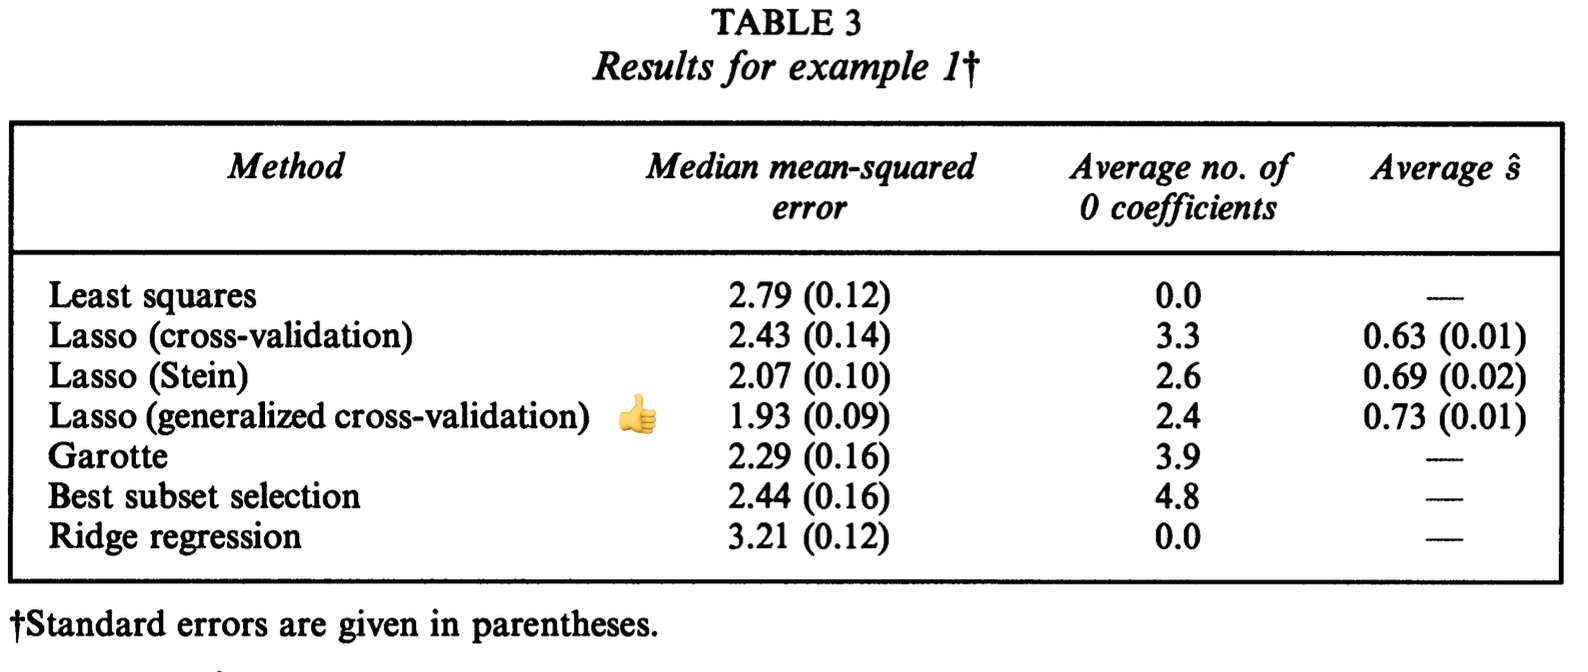 TABLE 3
Results for example 1†
Method Median mean-squared error Average no. of 0 coefficients Average ŝ
Least squares 2.79 (0.12) 0.0 —
Lasso (cross-validation) 2.43 (0.14) 3.3 0.63 (0.01)
Lasso (Stein) 2.07 (0.10) 2.6 0.69 (0.02)
Lasso (generalized cross-validation) 👍 1.93 (0.09) 2.4 0.73 (0.01)
Garotte 2.29 (0.16) 3.9 —
Best subset selection 2.44 (0.16) 4.8 —
Ridge regression 3.21 (0.12) 0.0 —
†Standard errors are given in parentheses.